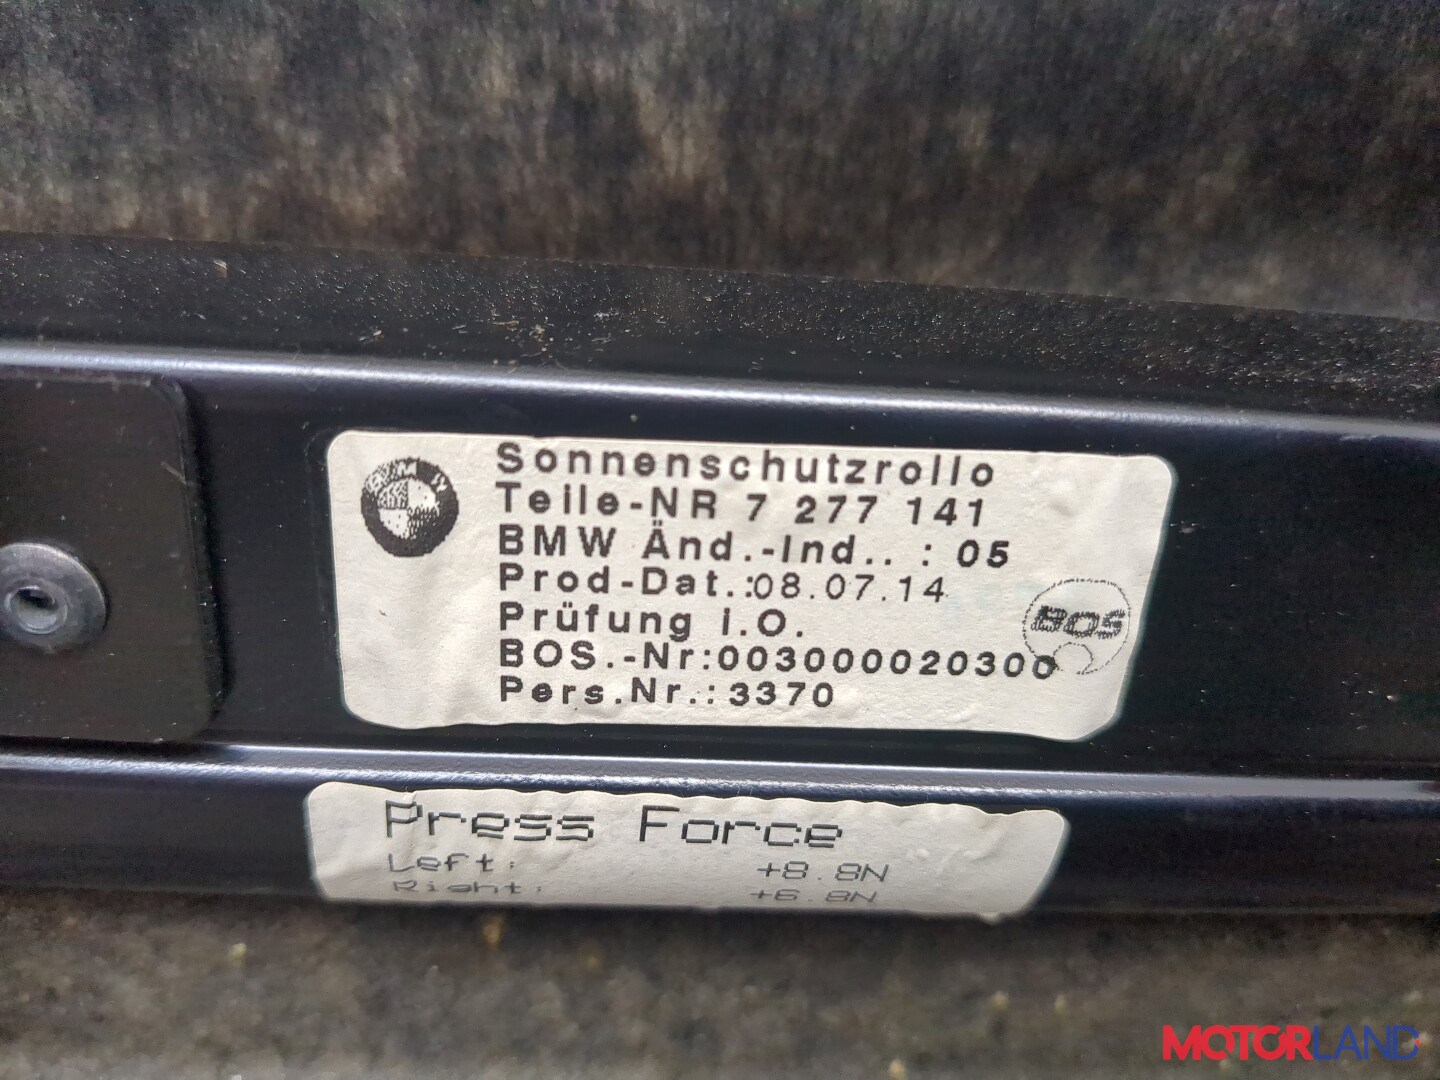 BMW
Sonnenschutzrollo
Teile-NR 7 277 141
BMW Änd.-Ind.. : 05
Prod-Dat.:08.07.14
Prüfung i.O.
BOS.-Nr:003000020300
Pers.Nr.:3370
BOS
Press Force
Left: +8.8N
Right: +6.8N
MOTORLAND